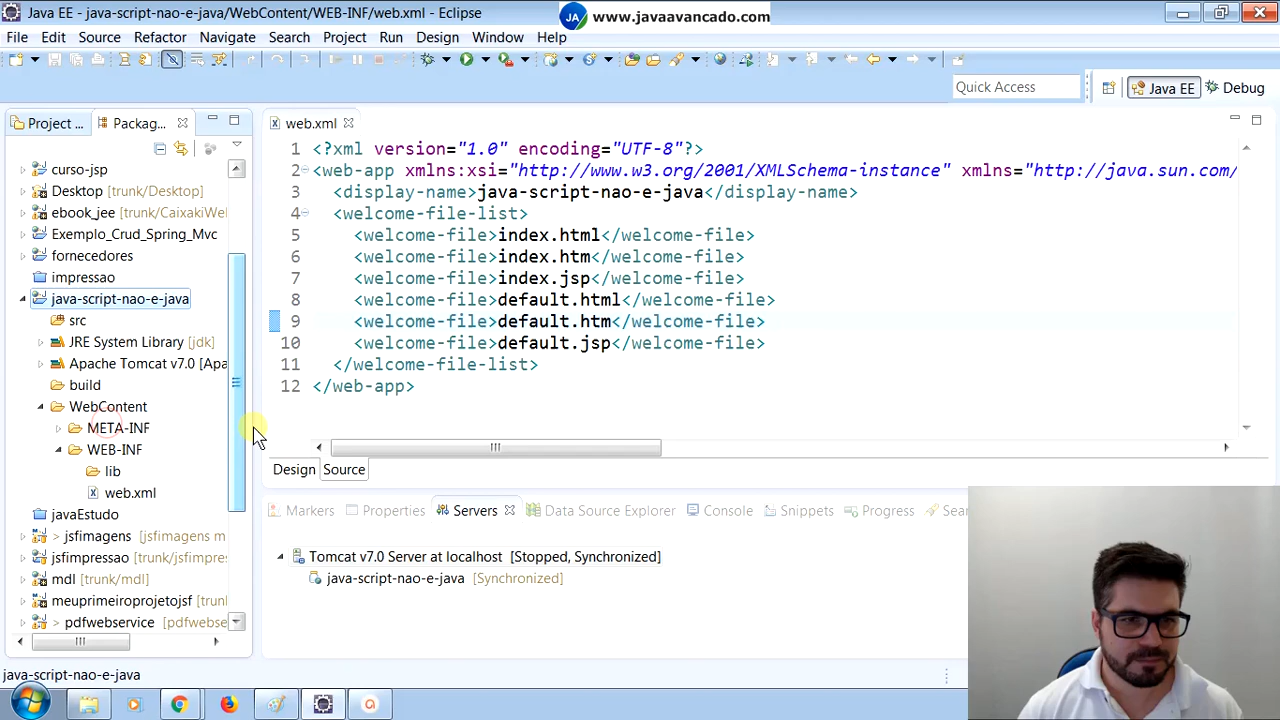 Java EE - java-script-nao-e-java/WebContent/WEB-INF/web.xml - Eclipse
JA www.javaavancado.com
File Edit Source Refactor Navigate Search Project Run Design Window Help
Quick Access
Java EE
Debug
Project ...
Packag...
web.xml
curso-jsp
Desktop [trunk/Desktop]
ebook_jee [trunk/CaixakiWel
Exemplo_Crud_Spring_Mvc
fornecedores
impressao
java-script-nao-e-java
src
JRE System Library [jdk]
Apache Tomcat v7.0 [Apa
build
WebContent
META-INF
WEB-INF
lib
web.xml
javaEstudo
> jsfimagens [trunk/jsfimagens m
jsfimpressao [trunk/jsfimpres
mdl [trunk/mdl]
meuprimeiroprojetojsf [trunl
> pdfwebservice [pdfwebse
1 <?xml version="1.0" encoding="UTF-8"?>
2 <web-app xmlns:xsi="http://www.w3.org/2001/XMLSchema-instance" xmlns="http://java.sun.com/
3 <display-name>java-script-nao-e-java</display-name>
4 <welcome-file-list>
5 <welcome-file>index.html</welcome-file>
6 <welcome-file>index.htm</welcome-file>
7 <welcome-file>index.jsp</welcome-file>
8 <welcome-file>default.html</welcome-file>
9 <welcome-file>default.htm</welcome-file>
10 <welcome-file>default.jsp</welcome-file>
11 </welcome-file-list>
12 </web-app>
Design Source
Markers Properties Servers Data Source Explorer Console Snippets Progress Sear
Tomcat v7.0 Server at localhost [Stopped, Synchronized]
java-script-nao-e-java [Synchronized]
java-script-nao-e-java